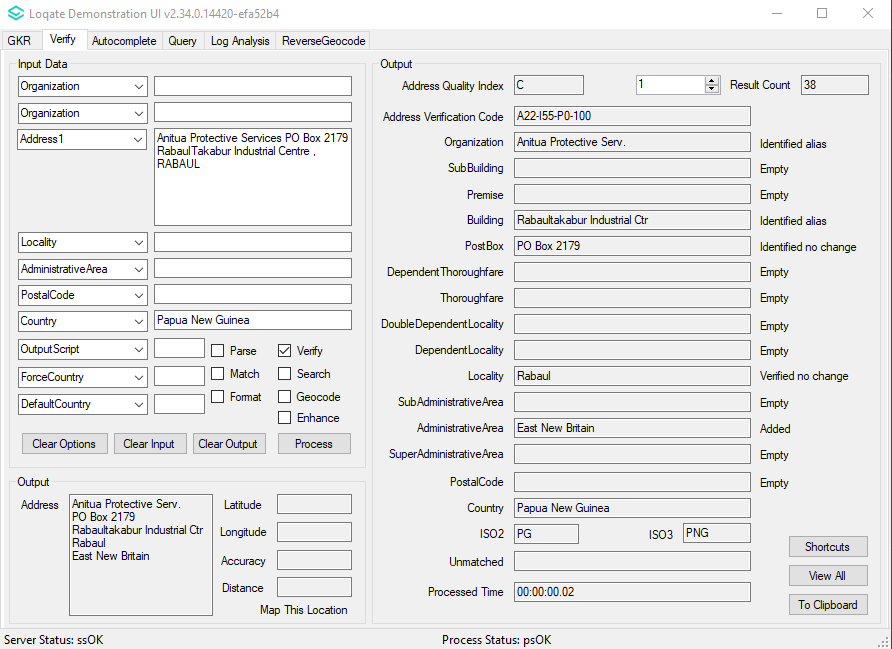 Loqate Demonstration UI v2.34.0.14420-efa52b4
GKR Verify Autocomplete Query Log Analysis ReverseGeocode
Input Data
Organization
Organization
Address1
Anitua Protective Services PO Box 2179
RabaulTakabur Industrial Centre ,
RABAUL
Locality
AdministrativeArea
PostalCode
Country Papua New Guinea
OutputScript Parse Verify
ForceCountry Match Search
DefaultCountry Format Geocode
Enhance
Clear Options Clear Input Clear Output Process
Output
Address
Anitua Protective Serv.
PO Box 2179
Rabaultakabur Industrial Ctr
Rabaul
East New Britain
Latitude
Longitude
Accuracy
Distance
Map This Location
Output
Address Quality Index C 1 Result Count 38
Address Verification Code A22-I55-P0-100
Organization Anitua Protective Serv. Identified alias
SubBuilding Empty
Premise Empty
Building Rabaultakabur Industrial Ctr Identified alias
PostBox PO Box 2179 Identified no change
DependentThoroughfare Empty
Thoroughfare Empty
DoubleDependentLocality Empty
DependentLocality Empty
Locality Rabaul Verified no change
SubAdministrativeArea Empty
AdministrativeArea East New Britain Added
SuperAdministrativeArea Empty
PostalCode Empty
Country Papua New Guinea
ISO2 PG ISO3 PNG
Unmatched
Processed Time 00:00:00.02
Shortcuts
View All
To Clipboard
Server Status: ssOK Process Status: psOK